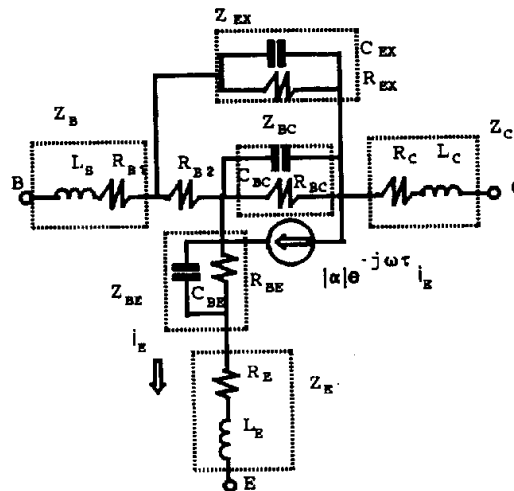 Z EX
C EX
R EX
Z B
Z BC
Z C
L B R B1
R B2
C BC R BC
R C L C
B
C
|α|e -jωτ i E
Z BE
C BE
R BE
i E
R E
Z E
L E
E